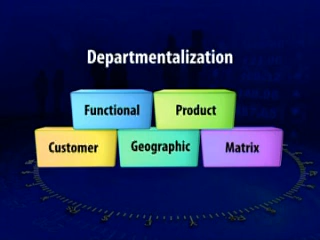 Departmentalization
Functional
Product
Customer
Geographic
Matrix